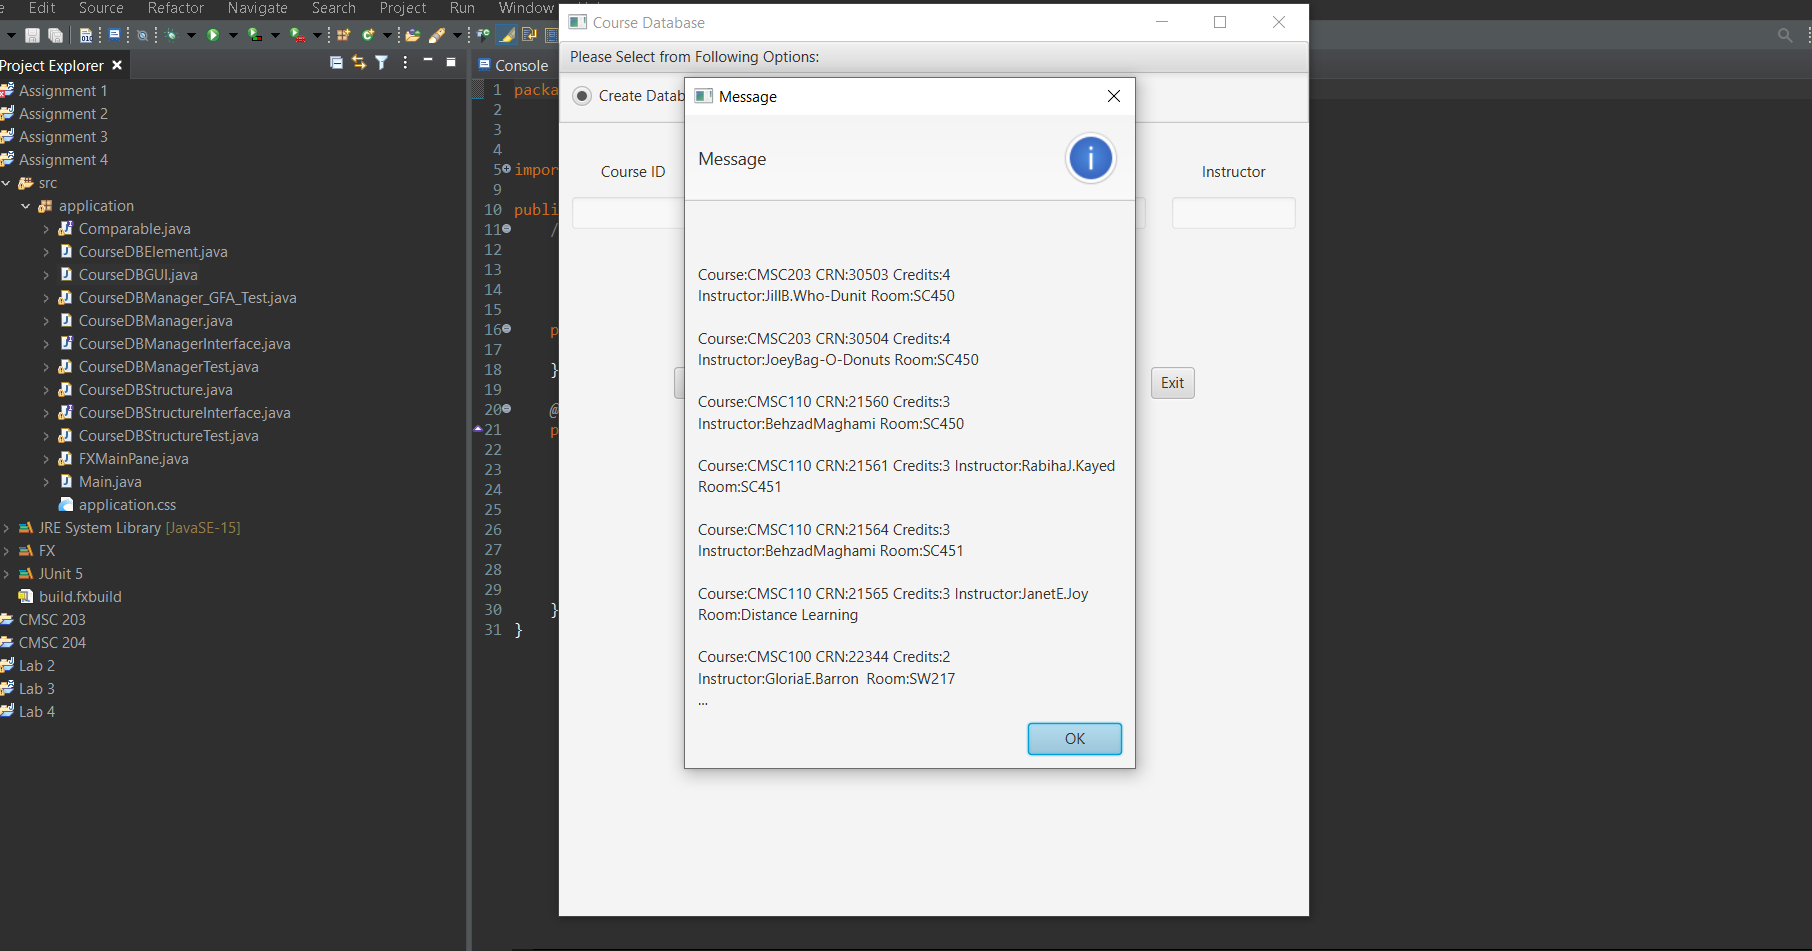 Edit Source Refactor Navigate Search Project Run Window
Project Explorer
Assignment 1
Assignment 2
Assignment 3
Assignment 4
src
application
Comparable.java
CourseDBElement.java
CourseDBGUI.java
CourseDBManager_GFA_Test.java
CourseDBManager.java
CourseDBManagerInterface.java
CourseDBManagerTest.java
CourseDBStructure.java
CourseDBStructureInterface.java
CourseDBStructureTest.java
FXMainPane.java
Main.java
application.css
JRE System Library [JavaSE-15]
FX
JUnit 5
build.fxbuild
CMSC 203
CMSC 204
Lab 2
Lab 3
Lab 4
Console
1 packa
2
3
4
5 impor
9
10 publi
11 /
12
13
14
15
16 p
17
18 }
19
20 @
21 p
22
23
24
25
26
27
28
29
30 }
31 }
Course Database
Please Select from Following Options:
Create Datab
Course ID
Instructor
Exit
Message
Message
Course:CMSC203 CRN:30503 Credits:4
Instructor:JillB.Who-Dunit Room:SC450
Course:CMSC203 CRN:30504 Credits:4
Instructor:JoeyBag-O-Donuts Room:SC450
Course:CMSC110 CRN:21560 Credits:3
Instructor:BehzadMaghami Room:SC450
Course:CMSC110 CRN:21561 Credits:3 Instructor:RabihaJ.Kayed
Room:SC451
Course:CMSC110 CRN:21564 Credits:3
Instructor:BehzadMaghami Room:SC451
Course:CMSC110 CRN:21565 Credits:3 Instructor:JanetE.Joy
Room:Distance Learning
Course:CMSC100 CRN:22344 Credits:2
Instructor:GloriaE.Barron  Room:SW217
...
OK